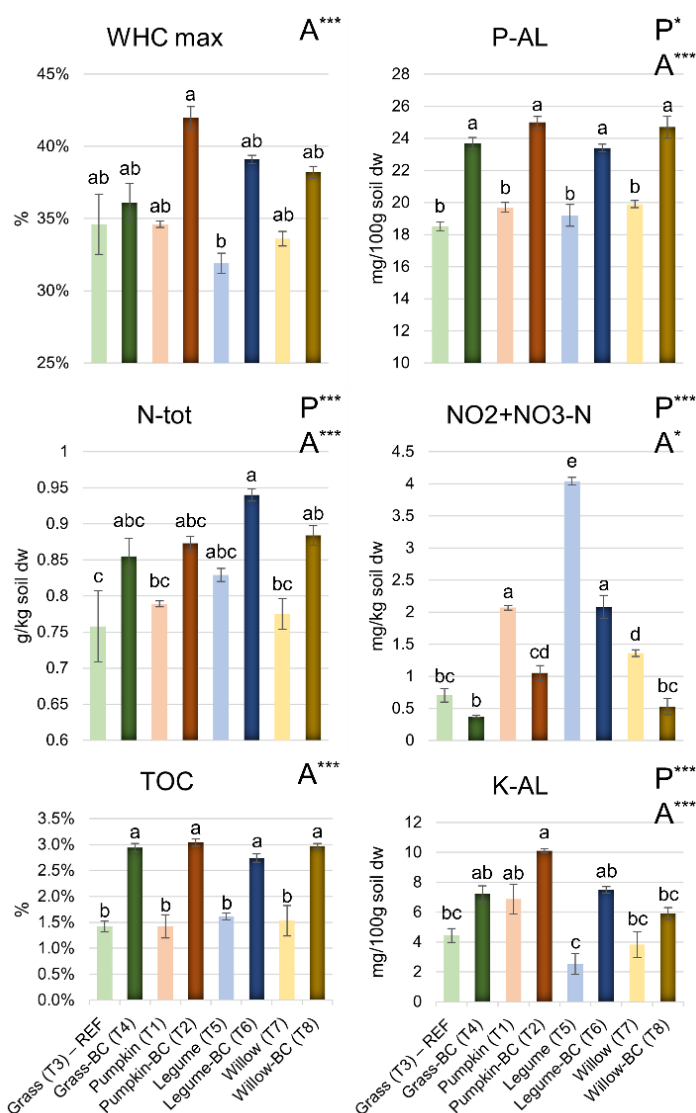 WHC max A***
45%
40%
35%
30%
25%
%
ab ab ab a b ab ab ab
P-AL P*
A***
28
26
24
22
20
18
16
14
12
10
mg/100g soil dw
b a b a b a b a
N-tot P***
A***
1
0.95
0.9
0.85
0.8
0.75
0.7
0.65
0.6
g/kg soil dw
c abc bc abc abc a bc ab
NO2+NO3-N P***
A*
4.5
4
3.5
3
2.5
2
1.5
1
0.5
0
mg/kg soil dw
bc b a cd e a d bc
TOC A***
3.5%
3.0%
2.5%
2.0%
1.5%
1.0%
0.5%
0.0%
%
b a b a b a b a
Grass (T3) – REF
Grass-BC (T4)
Pumpkin (T1)
Pumpkin-BC (T2)
Legume (T5)
Legume-BC (T6)
Willow (T7)
Willow-BC (T8)
K-AL P***
A***
12
10
8
6
4
2
0
mg/100g soil dw
bc ab ab a c ab bc bc
Grass (T3) – REF
Grass-BC (T4)
Pumpkin (T1)
Pumpkin-BC (T2)
Legume (T5)
Legume-BC (T6)
Willow (T7)
Willow-BC (T8)